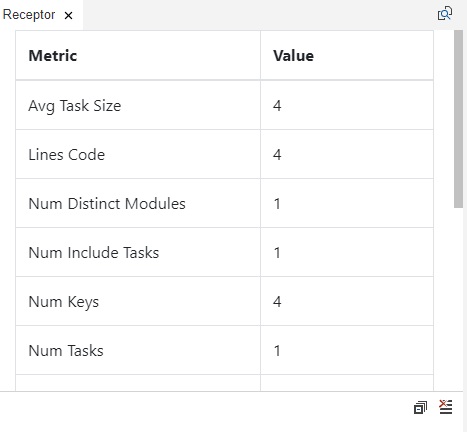 Receptor ×
Metric Value
Avg Task Size 4
Lines Code 4
Num Distinct Modules 1
Num Include Tasks 1
Num Keys 4
Num Tasks 1